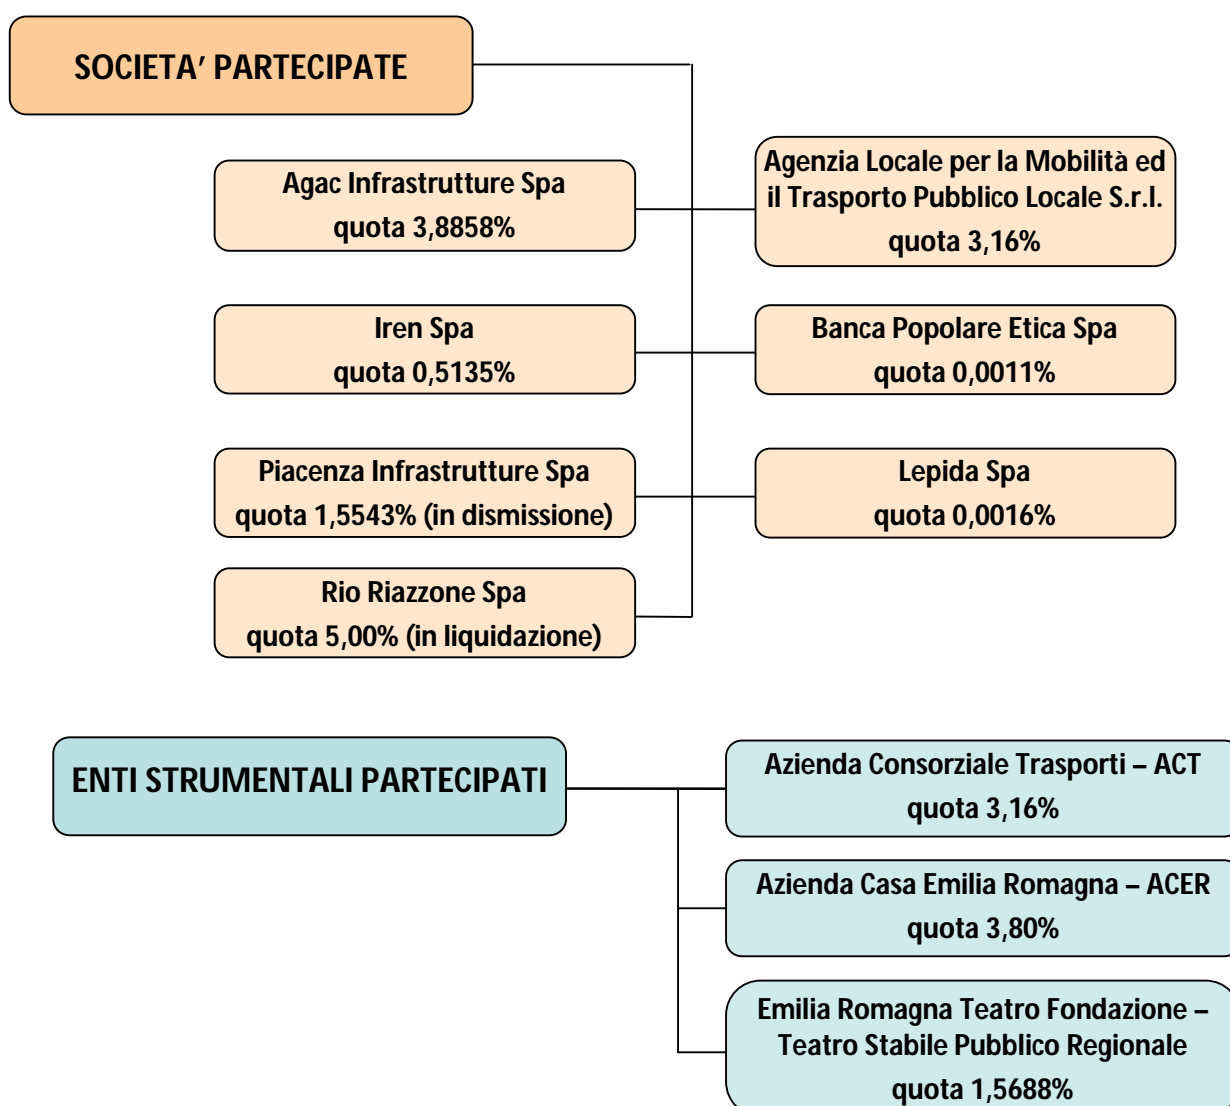 SOCIETA’ PARTECIPATE
Agac Infrastrutture Spa
quota 3,8858%
Agenzia Locale per la Mobilità ed
il Trasporto Pubblico Locale S.r.l.
quota 3,16%
Iren Spa
quota 0,5135%
Banca Popolare Etica Spa
quota 0,0011%
Piacenza Infrastrutture Spa
quota 1,5543% (in dismissione)
Lepida Spa
quota 0,0016%
Rio Riazzone Spa
quota 5,00% (in liquidazione)
ENTI STRUMENTALI PARTECIPATI
Azienda Consorziale Trasporti – ACT
quota 3,16%
Azienda Casa Emilia Romagna – ACER
quota 3,80%
Emilia Romagna Teatro Fondazione –
Teatro Stabile Pubblico Regionale
quota 1,5688%